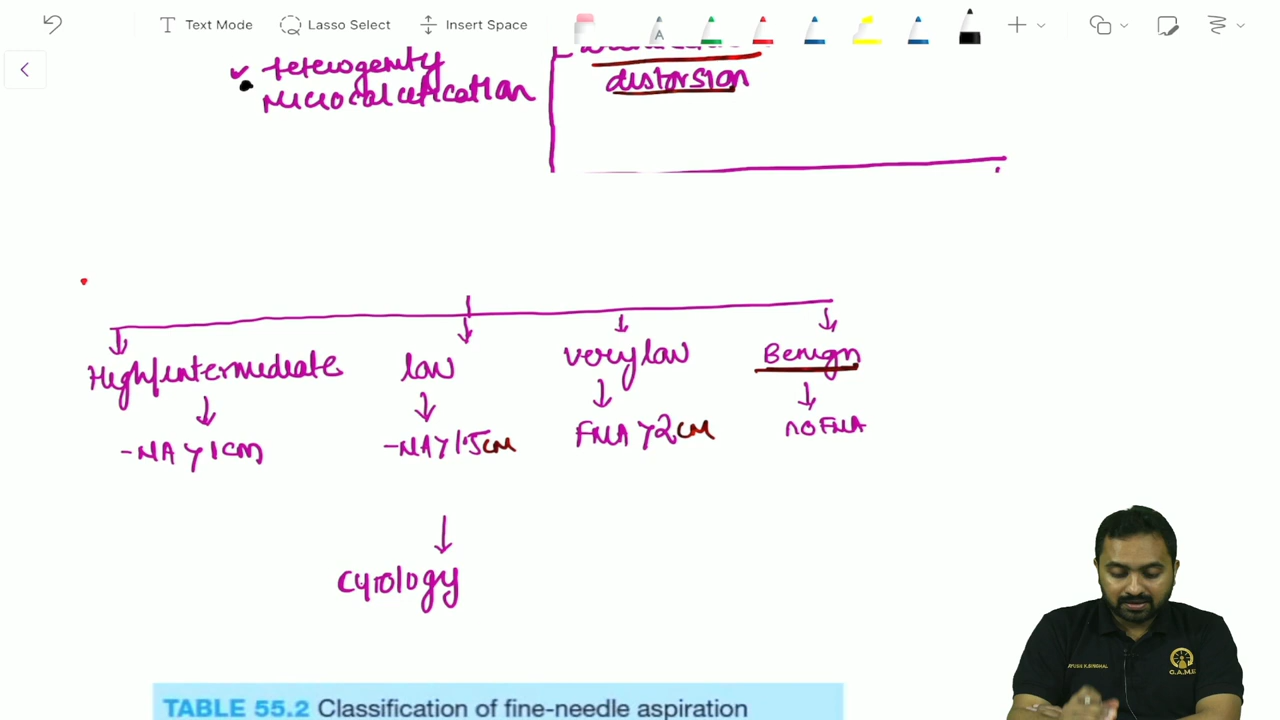 Text Mode
Lasso Select
Insert Space
Heterogenity
Microcalcification
distorsion
High/intermediate
low
very low
Benign
-NA > 1cm
-NA > 1.5cm
FNA > 2cm
no FNA
cytology
TABLE 55.2 Classification of fine-needle aspiration
G.A.M.E